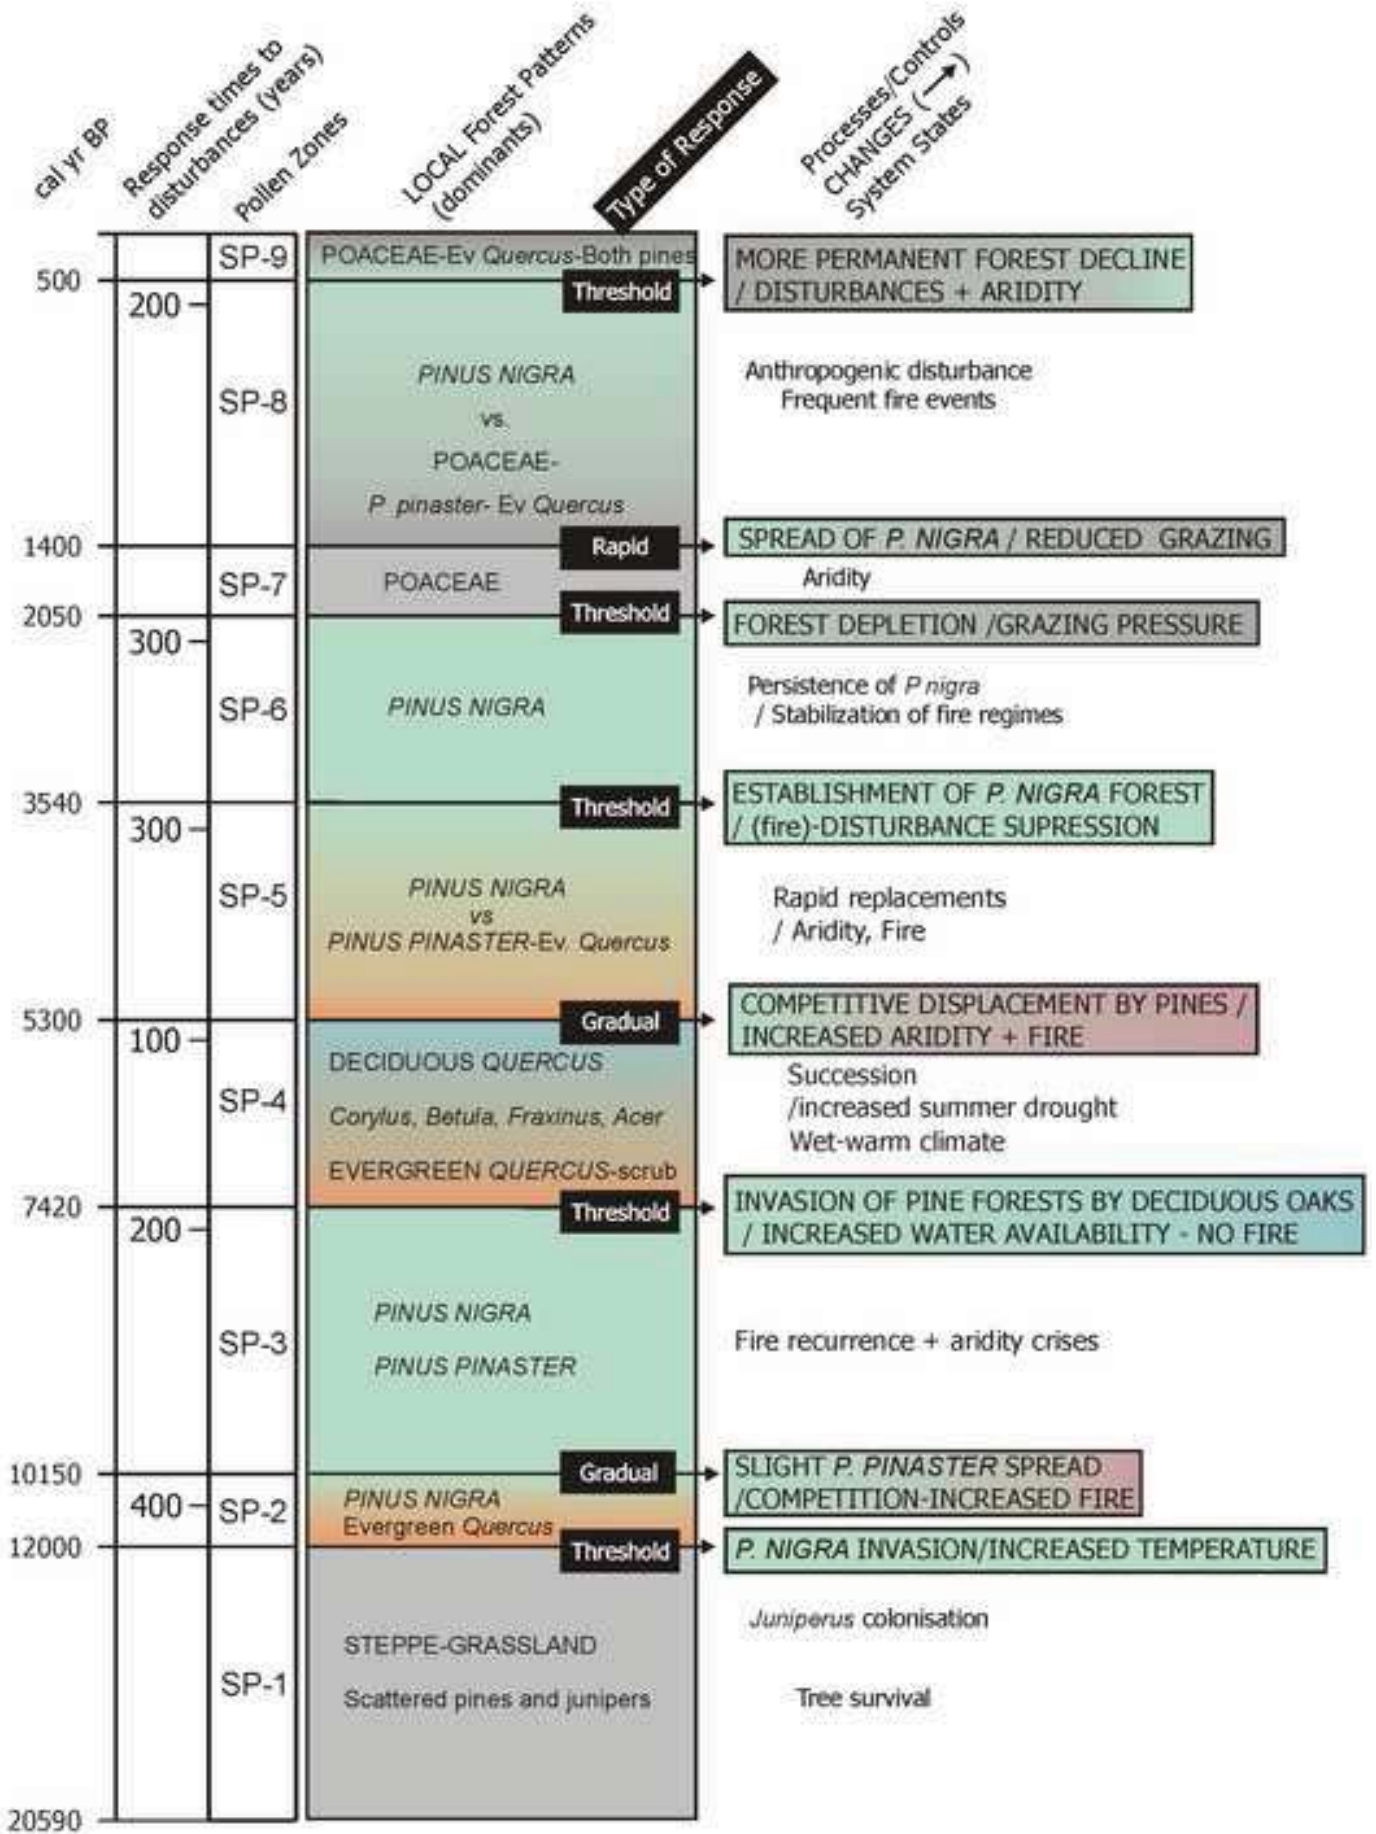 cal yr BP
Response times to
disturbances (years)
Pollen Zones
LOCAL Forest Patterns
(dominants)
Type of Response
Processes/Controls
CHANGES (→)
System States
SP-9
POACEAE-Ev Quercus-Both pines
500
Threshold
MORE PERMANENT FOREST DECLINE
/ DISTURBANCES + ARIDITY
200
SP-8
PINUS NIGRA
vs.
POACEAE-
P. pinaster- Ev Quercus
Anthropogenic disturbance
Frequent fire events
1400
Rapid
SPREAD OF P. NIGRA / REDUCED GRAZING
SP-7
POACEAE
Aridity
2050
Threshold
FOREST DEPLETION /GRAZING PRESSURE
300
SP-6
PINUS NIGRA
Persistence of P nigra
/ Stabilization of fire regimes
3540
Threshold
ESTABLISHMENT OF P. NIGRA FOREST
/ (fire)-DISTURBANCE SUPRESSION
300
SP-5
PINUS NIGRA
vs
PINUS PINASTER-Ev. Quercus
Rapid replacements
/ Aridity, Fire
5300
Gradual
COMPETITIVE DISPLACEMENT BY PINES /
INCREASED ARIDITY + FIRE
100
SP-4
DECIDUOUS QUERCUS
Corylus, Betula, Fraxinus, Acer
EVERGREEN QUERCUS-scrub
Succession
/increased summer drought
Wet-warm climate
7420
Threshold
INVASION OF PINE FORESTS BY DECIDUOUS OAKS
/ INCREASED WATER AVAILABILITY - NO FIRE
200
SP-3
PINUS NIGRA
PINUS PINASTER
Fire recurrence + aridity crises
10150
Gradual
SLIGHT P. PINASTER SPREAD
/COMPETITION-INCREASED FIRE
400
SP-2
PINUS NIGRA
Evergreen Quercus
12000
Threshold
P. NIGRA INVASION/INCREASED TEMPERATURE
SP-1
STEPPE-GRASSLAND
Scattered pines and junipers
Juniperus colonisation
Tree survival
20590